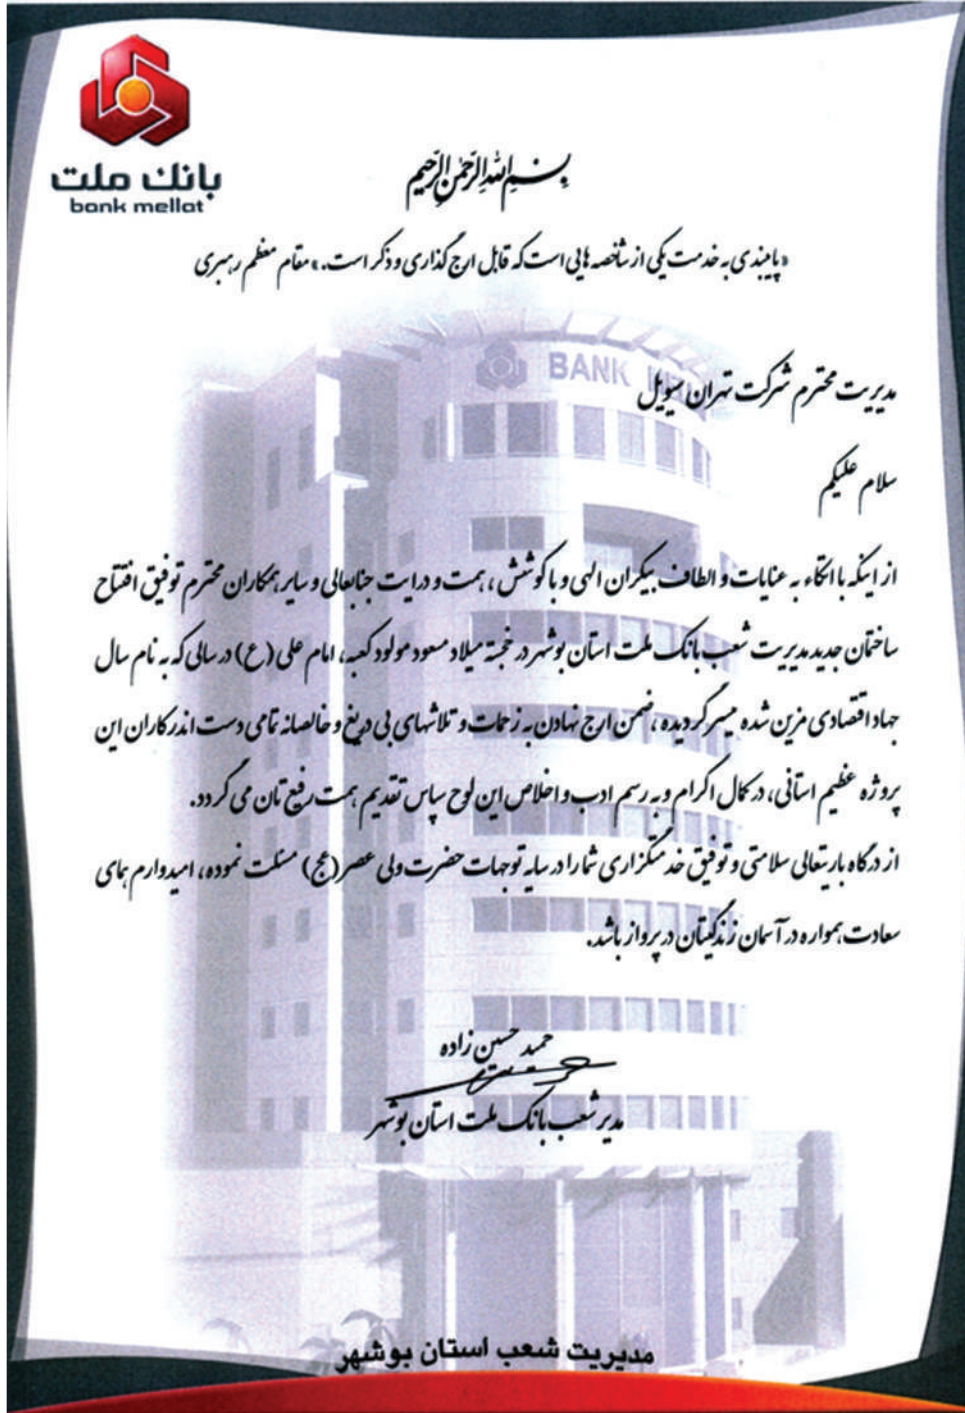 بانک ملت
bank mellat
بسم الله الرحمن الرحیم
«پایبندی به خدمت یکی از شاخصه هایی است که قابل ارج گذاری و ذکر است.» مقام معظم رهبری
BANK
مدیریت محترم شرکت تهران سیویل
سلام علیکم
از اینکه با اتکاء به عنایات و الطاف بیکران الهی و با کوشش، همت و درایت جنابعالی و سایر همکاران محترم توفیق افتتاح
ساختمان جدید مدیریت شعب بانک ملت استان بوشهر در خجسته میلاد مسعود مولود کعبه، امام علی (ع) در سالی که به نام سال
جهاد اقتصادی مزین شده میسر گردیده، ضمن ارج نهادن به زحمات و تلاشهای بی دریغ و خالصانه تمامی دست اندرکاران این
پروژه عظیم استانی، در کمال اکرام و به رسم ادب و اخلاص این لوح سپاس تقدیم همت رفیع تان می گردد.
از درگاه باریتعالی سلامتی و توفیق خدمتگزاری شما را در سایه توجهات حضرت ولی عصر (عج) مسئلت نموده، امیدوارم همای
سعادت همواره در آسمان زندگیتان در پرواز باشد.
حمید حسین زاده
مدیر شعب بانک ملت استان بوشهر
مدیریت شعب استان بوشهر